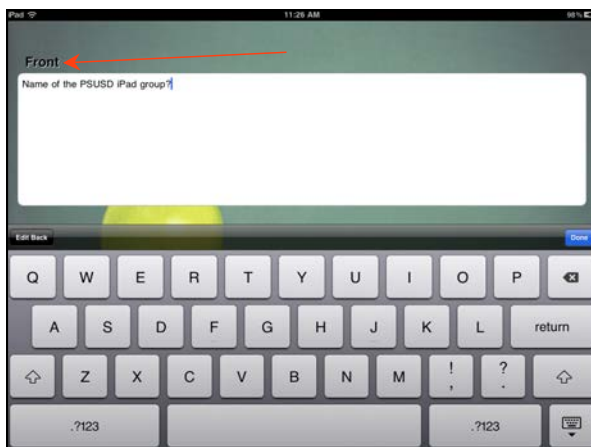 iPad 11:26 AM 98%
Front
Name of the PSUSD iPad group?
Edit Back Done
Q W E R T Y U I O P
A S D F G H J K L return
Z X C V B N M ! , ? .
.?123 .?123